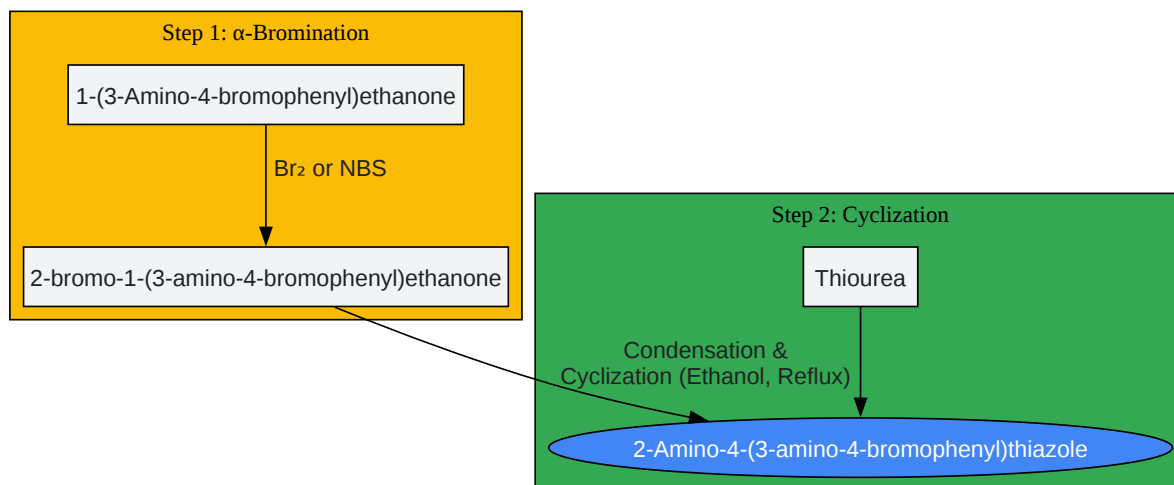 Step 1: α-Bromination
1-(3-Amino-4-bromophenyl)ethanone
Br₂ or NBS
2-bromo-1-(3-amino-4-bromophenyl)ethanone
Step 2: Cyclization
Thiourea
Condensation &
Cyclization (Ethanol, Reflux)
2-Amino-4-(3-amino-4-bromophenyl)thiazole